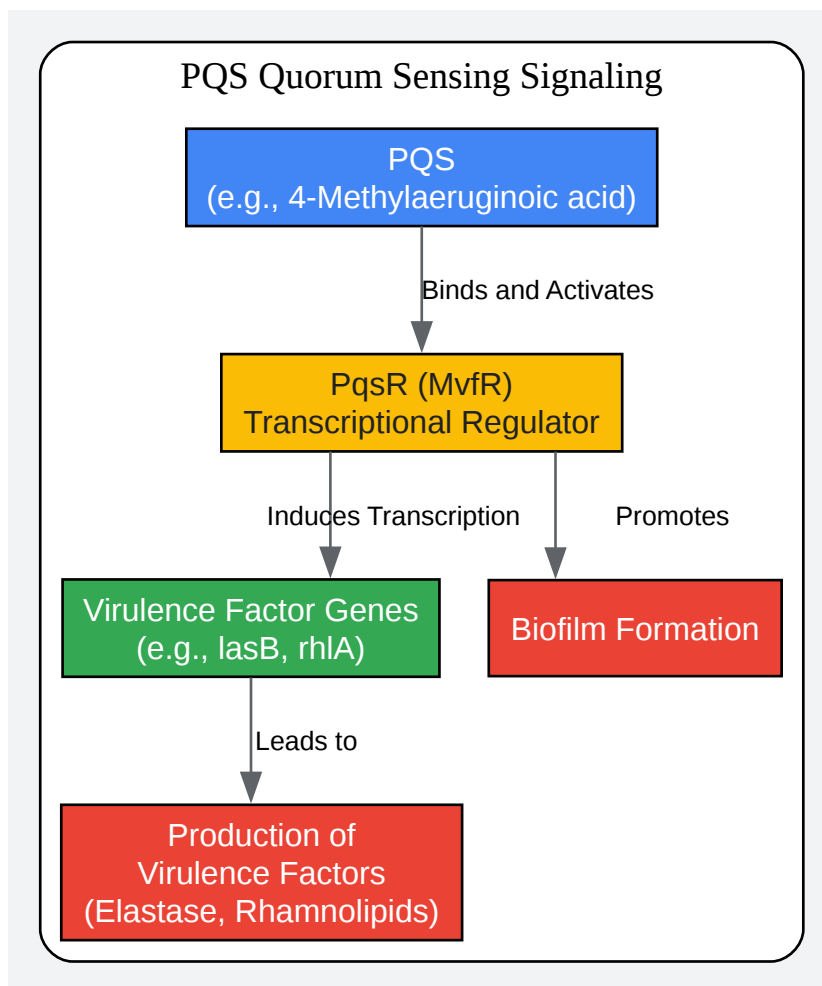 PQS Quorum Sensing Signaling
PQS
(e.g., 4-Methylaeruginoic acid)
Binds and Activates
PqsR (MvfR)
Transcriptional Regulator
Induces Transcription
Promotes
Virulence Factor Genes
(e.g., lasB, rhlA)
Biofilm Formation
Leads to
Production of
Virulence Factors
(Elastase, Rhamnolipids)